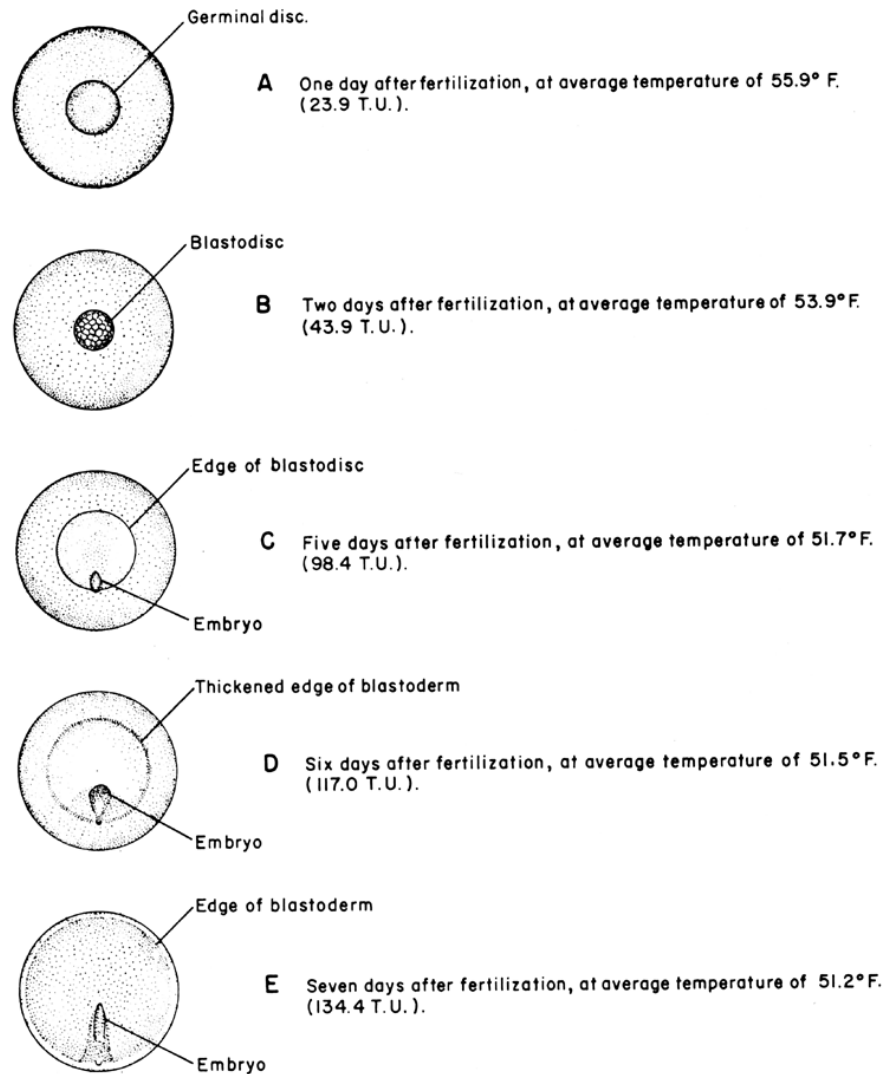 Germinal disc.
A One day after fertilization, at average temperature of 55.9° F.
(23.9 T.U.).
Blastodisc
B Two days after fertilization, at average temperature of 53.9° F.
(43.9 T.U.).
Edge of blastodisc
C Five days after fertilization, at average temperature of 51.7° F.
(98.4 T.U.).
Embryo
Thickened edge of blastoderm
D Six days after fertilization, at average temperature of 51.5° F.
(117.0 T.U.).
Embryo
Edge of blastoderm
E Seven days after fertilization, at average temperature of 51.2° F.
(134.4 T.U.).
Embryo